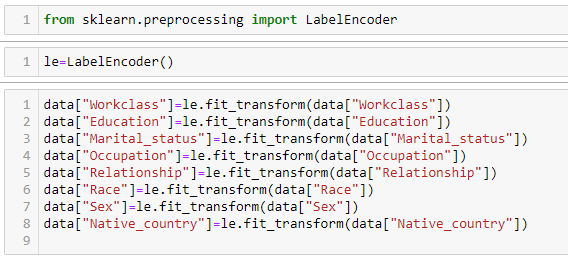 1 from sklearn.preprocessing import LabelEncoder
1 le=LabelEncoder()
1 data["Workclass"]=le.fit_transform(data["Workclass"])
2 data["Education"]=le.fit_transform(data["Education"])
3 data["Marital_status"]=le.fit_transform(data["Marital_status"])
4 data["Occupation"]=le.fit_transform(data["Occupation"])
5 data["Relationship"]=le.fit_transform(data["Relationship"])
6 data["Race"]=le.fit_transform(data["Race"])
7 data["Sex"]=le.fit_transform(data["Sex"])
8 data["Native_country"]=le.fit_transform(data["Native_country"])
9